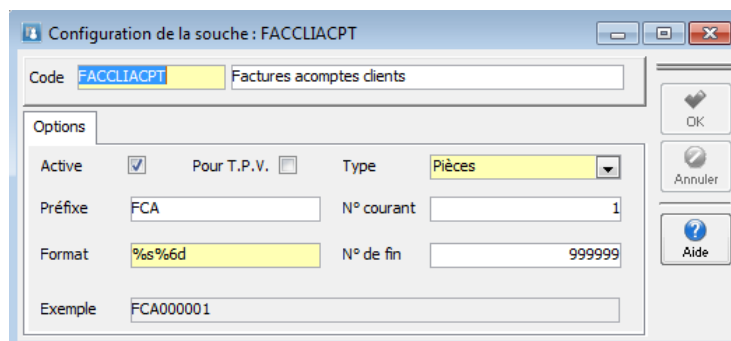 Configuration de la souche : FACCLIACPT
Code FACCLIACPT Factures acomptes clients
OK
Options
Active Pour T.P.V. Type Pièces
Annuler
Préfixe FCA N° courant 1
Format %s%6d N° de fin 999999
Aide
Exemple FCA000001